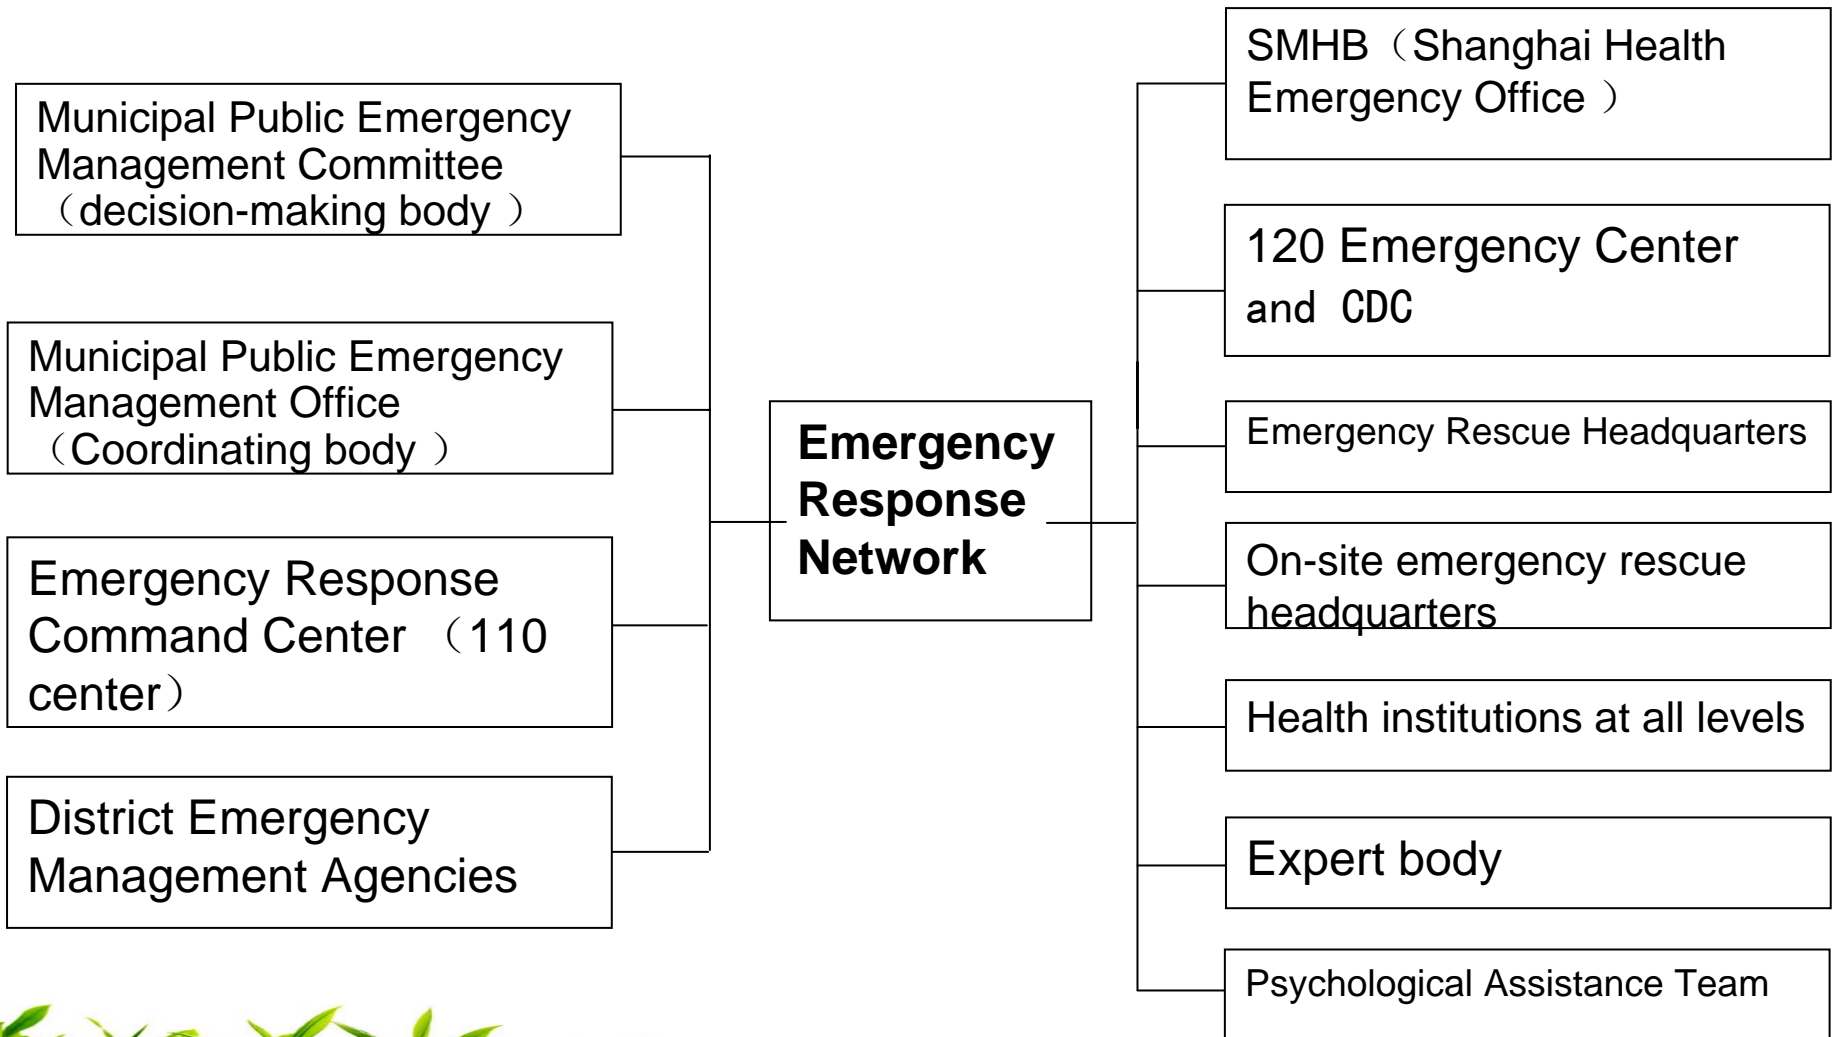 Municipal Public Emergency
Management Committee
（decision-making body ）
Municipal Public Emergency
Management Office
（Coordinating body ）
Emergency Response
Command Center （110
center）
District Emergency
Management Agencies
Emergency
Response
Network
SMHB（Shanghai Health
Emergency Office ）
120 Emergency Center
and CDC
Emergency Rescue Headquarters
On-site emergency rescue
headquarters
Health institutions at all levels
Expert body
Psychological Assistance Team